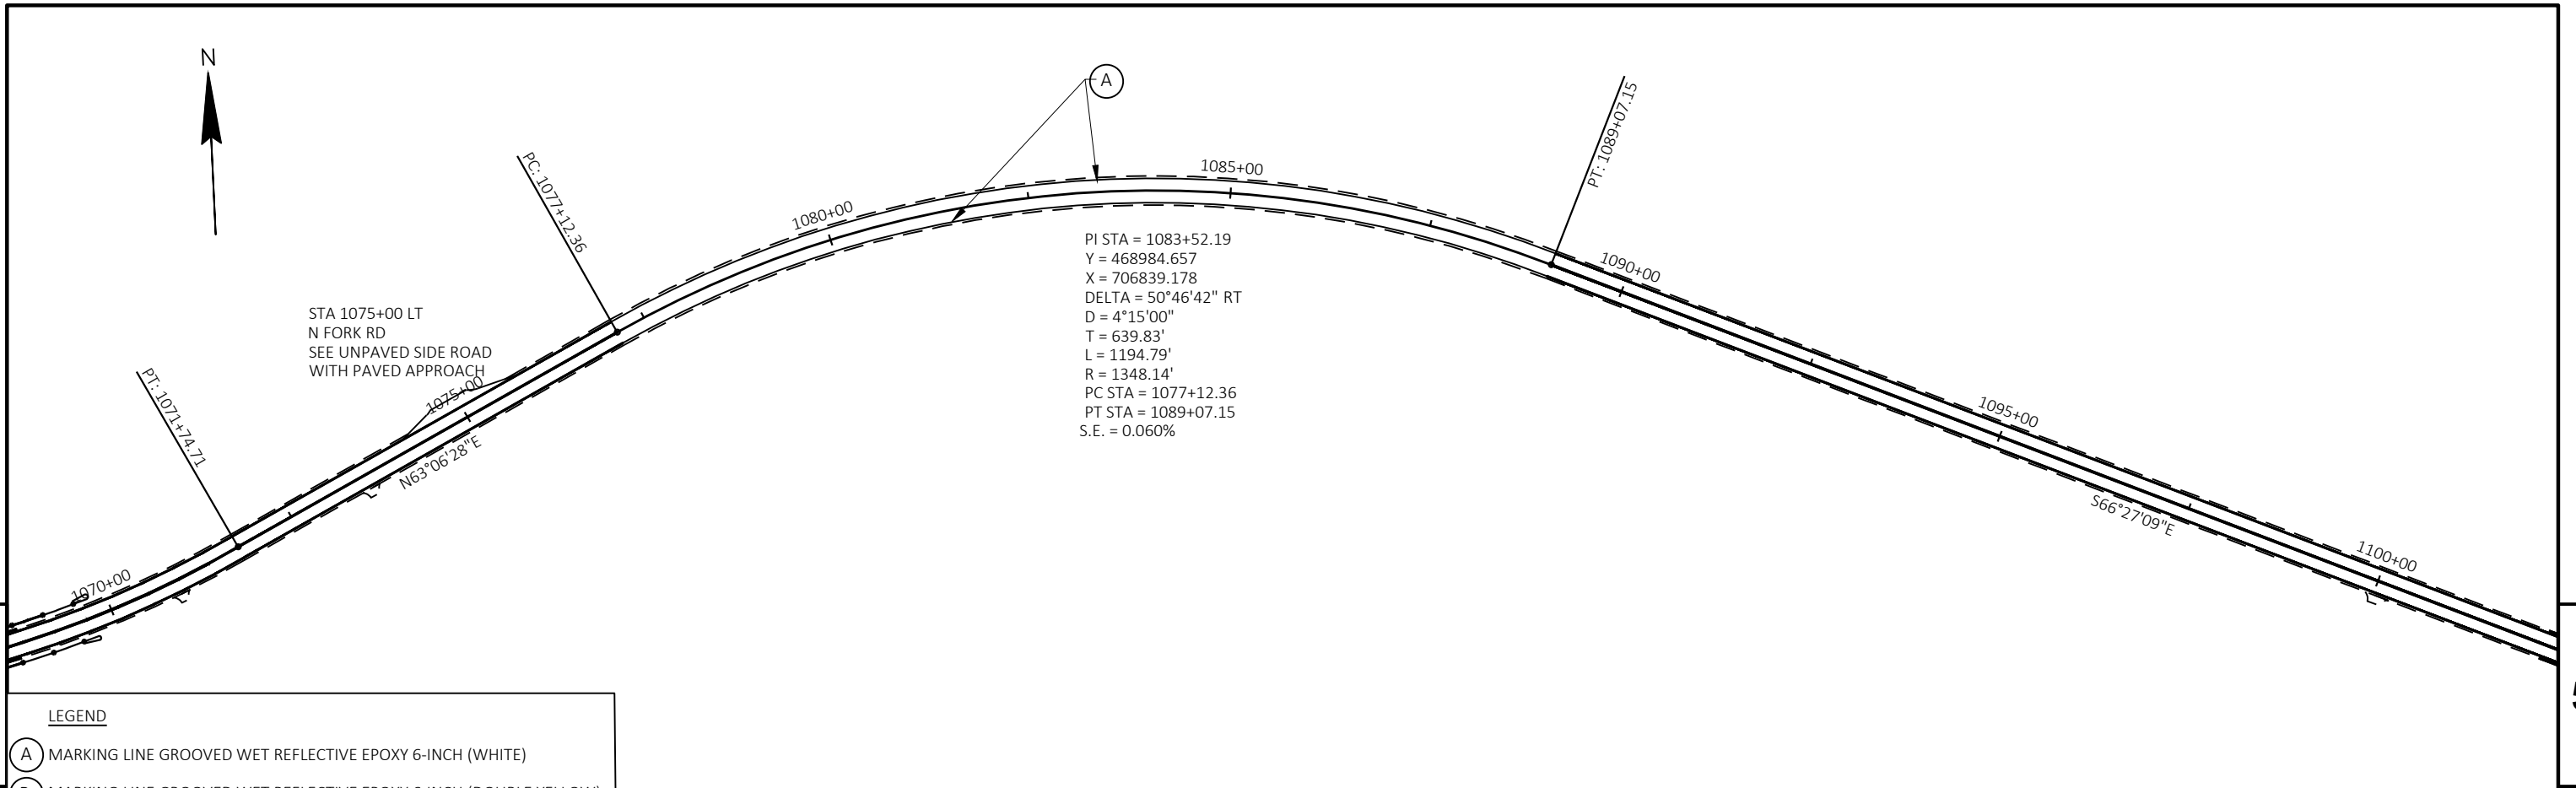 N
A
1085+00
PT: 1089+07.15
PC: 1077+12.36
1080+00
PI STA = 1083+52.19
Y = 468984.657
X = 706839.178
DELTA = 50°46'42" RT
D = 4°15'00"
T = 639.83'
L = 1194.79'
R = 1348.14'
PC STA = 1077+12.36
PT STA = 1089+07.15
S.E. = 0.060%
1090+00
STA 1075+00 LT
N FORK RD
SEE UNPAVED SIDE ROAD
WITH PAVED APPROACH
1075+00
PT: 1071+74.71
N63°06'28"E
1095+00
S66°27'09"E
1100+00
1070+00
LEGEND
A MARKING LINE GROOVED WET REFLECTIVE EPOXY 6-INCH (WHITE)